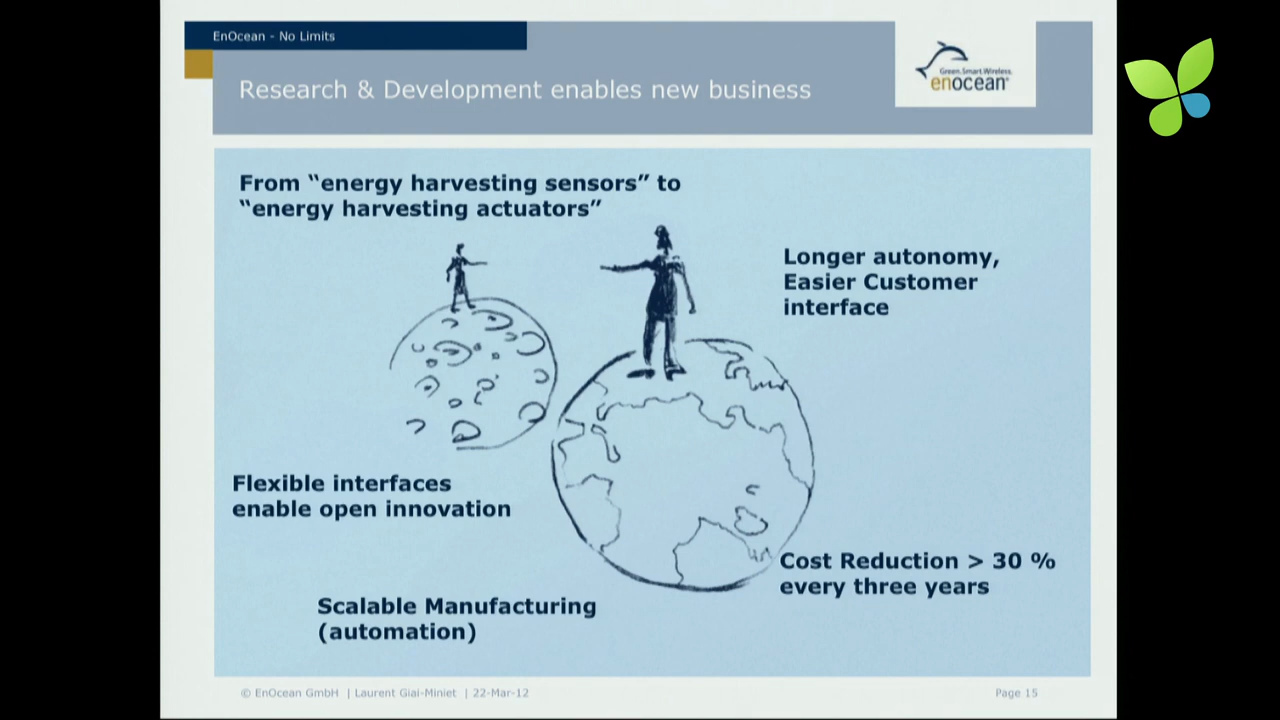 EnOcean - No Limits
Research & Development enables new business
Green.Smart.Wireless.
enocean®
From “energy harvesting sensors” to
“energy harvesting actuators”
Longer autonomy,
Easier Customer
interface
Flexible interfaces
enable open innovation
Cost Reduction > 30 %
every three years
Scalable Manufacturing
(automation)
© EnOcean GmbH | Laurent Giai-Miniet | 22-Mar-12
Page 15